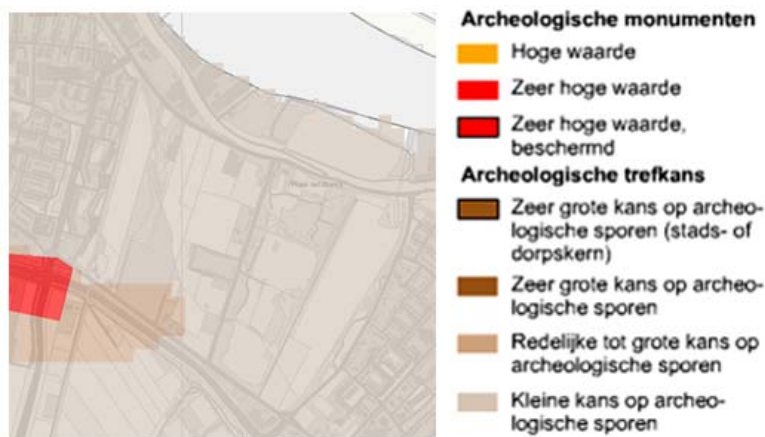 Archeologische monumenten
Hoge waarde
Zeer hoge waarde
Zeer hoge waarde,
beschermd
Archeologische trefkans
Zeer grote kans op archeo-
logische sporen (stads- of
dorpskern)
Zeer grote kans op archeo-
logische sporen
Redelijke tot grote kans op
archeologische sporen
Kleine kans op archeo-
logische sporen